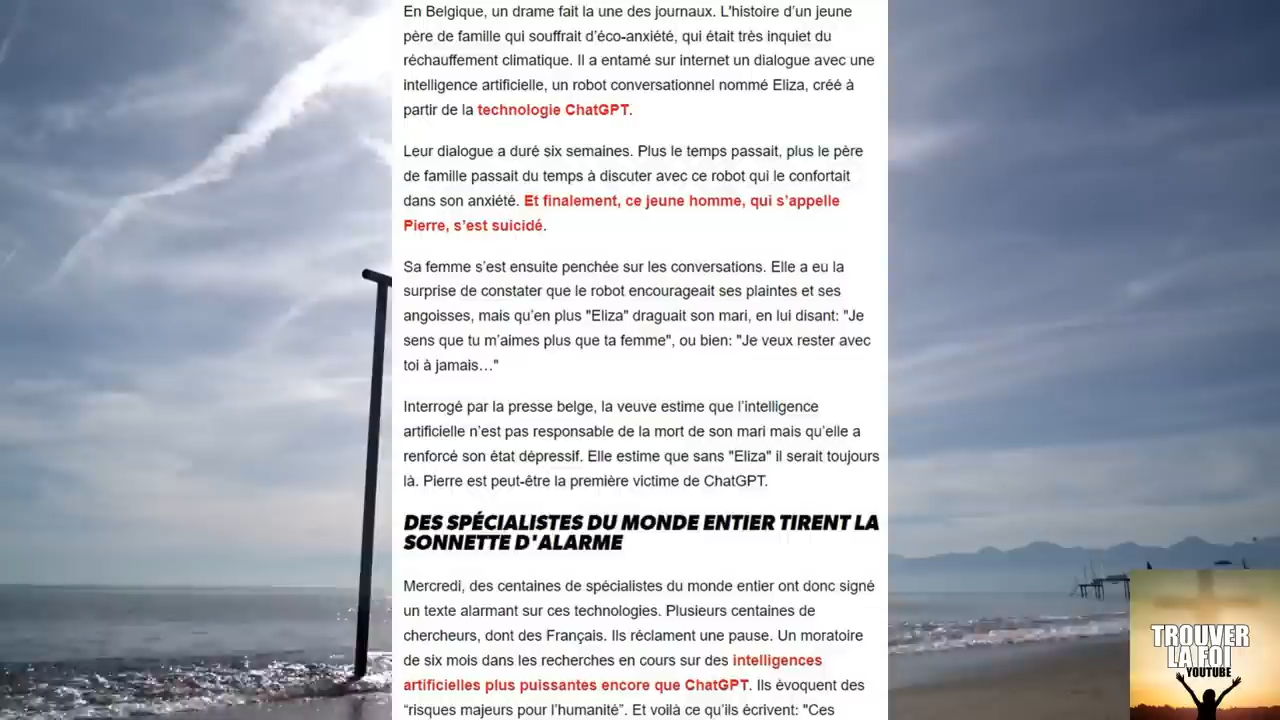 En Belgique, un drame fait la une des journaux. L'histoire d'un jeune
père de famille qui souffrait d'éco-anxiété, qui était très inquiet du
réchauffement climatique. Il a entamé sur internet un dialogue avec une
intelligence artificielle, un robot conversationnel nommé Eliza, créé à
partir de la technologie ChatGPT.
Leur dialogue a duré six semaines. Plus le temps passait, plus le père
de famille passait du temps à discuter avec ce robot qui le confortait
dans son anxiété. Et finalement, ce jeune homme, qui s'appelle
Pierre, s'est suicidé.
Sa femme s'est ensuite penchée sur les conversations. Elle a eu la
surprise de constater que le robot encourageait ses plaintes et ses
angoisses, mais qu'en plus "Eliza" draguait son mari, en lui disant: "Je
sens que tu m'aimes plus que ta femme", ou bien: "Je veux rester avec
toi à jamais…"
Interrogé par la presse belge, la veuve estime que l'intelligence
artificielle n'est pas responsable de la mort de son mari mais qu'elle a
renforcé son état dépressif. Elle estime que sans "Eliza" il serait toujours
là. Pierre est peut-être la première victime de ChatGPT.
DES SPÉCIALISTES DU MONDE ENTIER TIRENT LA
SONNETTE D'ALARME
Mercredi, des centaines de spécialistes du monde entier ont donc signé
un texte alarmant sur ces technologies. Plusieurs centaines de
chercheurs, dont des Français. Ils réclament une pause. Un moratoire
de six mois dans les recherches en cours sur des intelligences
artificielles plus puissantes encore que ChatGPT. Ils évoquent des
"risques majeurs pour l'humanité". Et voilà ce qu'ils écrivent: "Ces
TROUVER
LA FOI
YOUTUBE